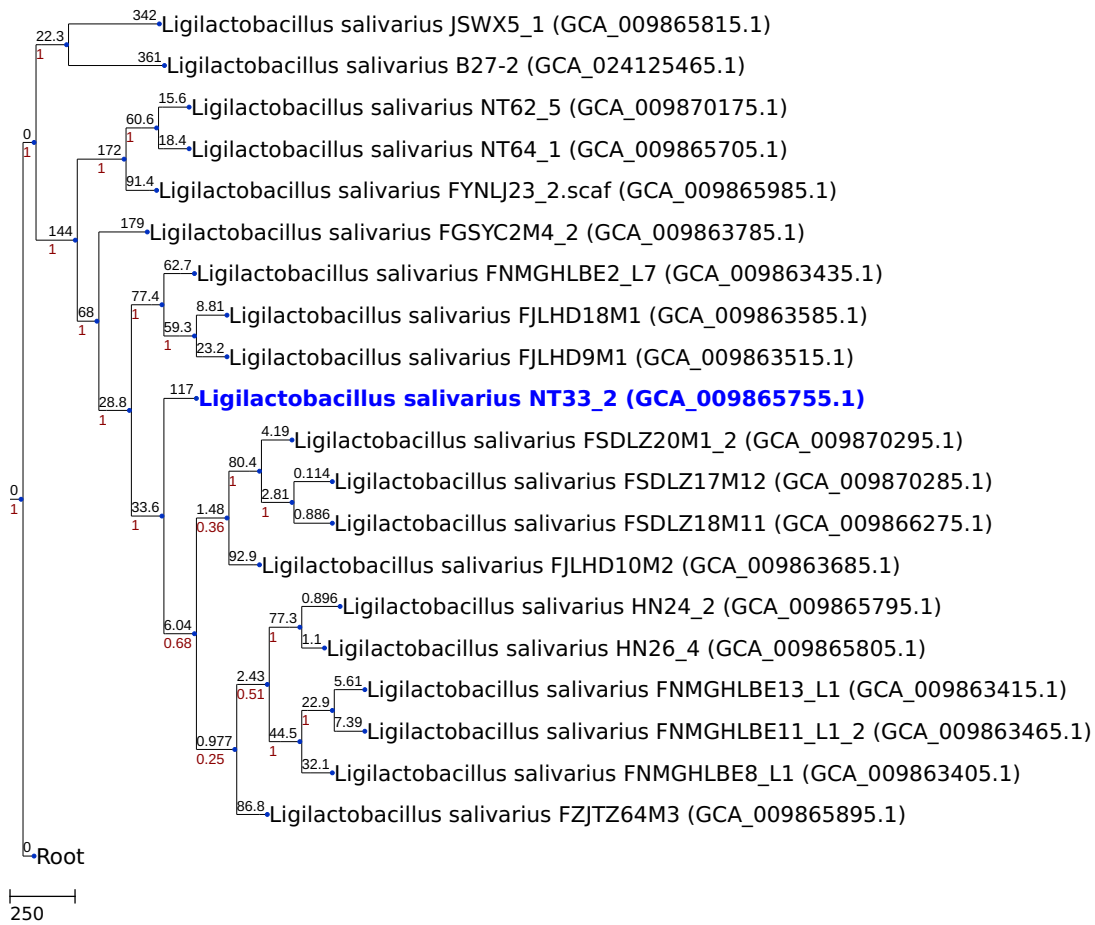 342 Ligilactobacillus salivarius JSWX5_1 (GCA_009865815.1)
22.3
1
361 Ligilactobacillus salivarius B27-2 (GCA_024125465.1)
15.6 Ligilactobacillus salivarius NT62_5 (GCA_009870175.1)
60.6
1
0
1
18.4 Ligilactobacillus salivarius NT64_1 (GCA_009865705.1)
172
1
91.4 Ligilactobacillus salivarius FYNLJ23_2.scaf (GCA_009865985.1)
144
1
179 Ligilactobacillus salivarius FGSYC2M4_2 (GCA_009863785.1)
62.7 Ligilactobacillus salivarius FNMGHLBE2_L7 (GCA_009863435.1)
77.4
1
68
1
8.81 Ligilactobacillus salivarius FJLHD18M1 (GCA_009863585.1)
59.3
1
23.2 Ligilactobacillus salivarius FJLHD9M1 (GCA_009863515.1)
28.8
1
117 Ligilactobacillus salivarius NT33_2 (GCA_009865755.1)
4.19 Ligilactobacillus salivarius FSDLZ20M1_2 (GCA_009870295.1)
80.4
1
0.114 Ligilactobacillus salivarius FSDLZ17M12 (GCA_009870285.1)
0
1
2.81
1
33.6
1
1.48
0.36
0.886 Ligilactobacillus salivarius FSDLZ18M11 (GCA_009866275.1)
92.9 Ligilactobacillus salivarius FJLHD10M2 (GCA_009863685.1)
0.896 Ligilactobacillus salivarius HN24_2 (GCA_009865795.1)
6.04
0.68
77.3
1
1.1 Ligilactobacillus salivarius HN26_4 (GCA_009865805.1)
2.43
0.51
5.61 Ligilactobacillus salivarius FNMGHLBE13_L1 (GCA_009863415.1)
22.9
1
7.39 Ligilactobacillus salivarius FNMGHLBE11_L1_2 (GCA_009863465.1)
44.5
1
0.977
0.25
32.1 Ligilactobacillus salivarius FNMGHLBE8_L1 (GCA_009863405.1)
86.8 Ligilactobacillus salivarius FZJTZ64M3 (GCA_009865895.1)
0 Root
250